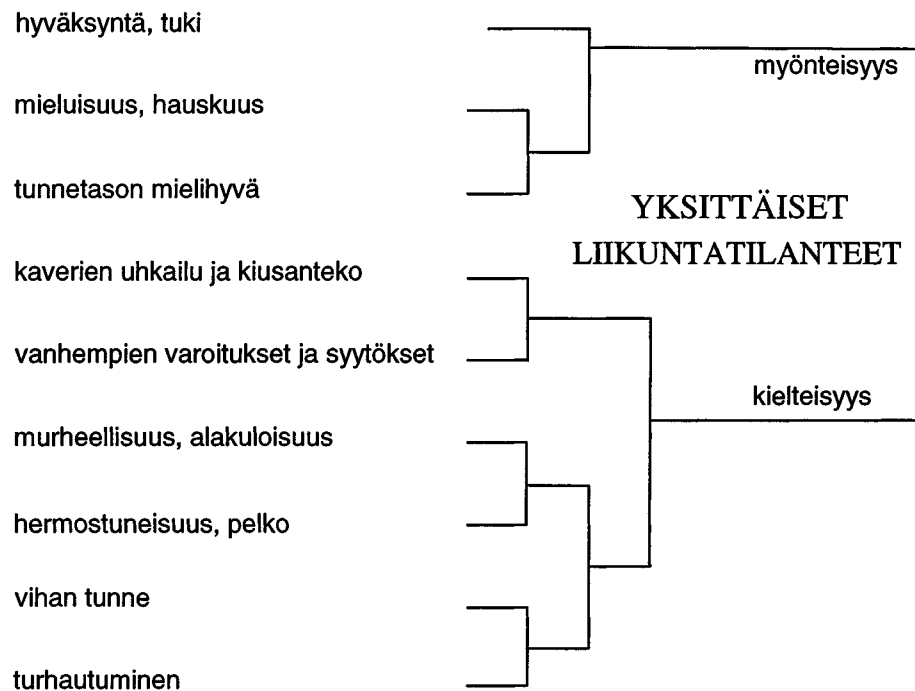 hyväksyntä, tuki
myönteisyys
mieluisuus, hauskuus
tunnetason mielihyvä
YKSITTÄISET
LIIKUNTATILANTEET
kaverien uhkailu ja kiusanteko
vanhempien varoitukset ja syytökset
kielteisyys
murheellisuus, alakuloisuus
hermostuneisuus, pelko
vihan tunne
turhautuminen